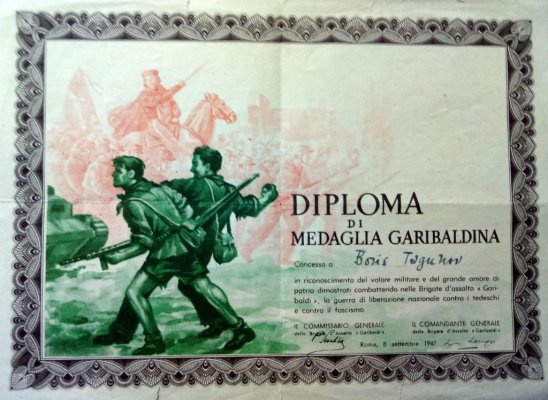 DIPLOMA
DI
MEDAGLIA GARIBALDINA
Concessa a Boris Tagunov
in riconoscimento del valore militare e del grande amore di
patria dimostrati combattendo nelle Brigate d'assalto « Gari-
baldi », la guerra di liberazione nazionale contro i tedeschi
e contro il fascismo.
IL COMMISSARIO GENERALE
delle Brigate d'Assalto « Garibaldi »
IL COMANDANTE GENERALE
delle Brigate d'Assalto « Garibaldi »
Roma, 8 settembre 1947